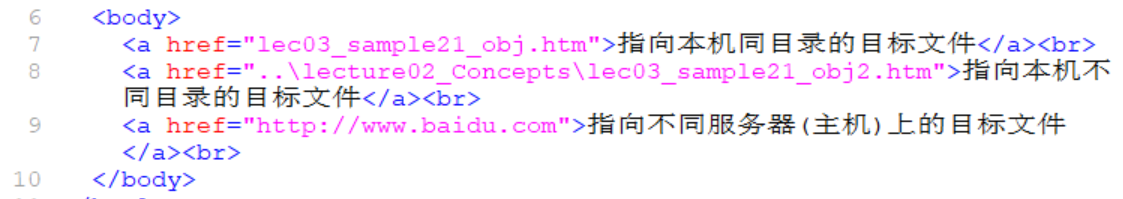 6 <body>
7 <a href="lec03_sample21_obj.htm">指向本机同目录的目标文件</a><br>
8 <a href="..\lecture02_Concepts\lec03_sample21_obj2.htm">指向本机不
同目录的目标文件</a><br>
9 <a href="http://www.baidu.com">指向不同服务器(主机)上的目标文件
</a><br>
10 </body>